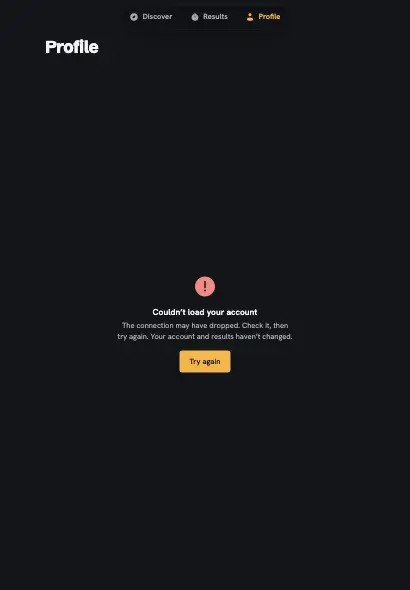 Discover
Results
Profile
Profile
!
Couldn't load your account
The connection may have dropped. Check it, then
try again. Your account and results haven't changed.
Try again